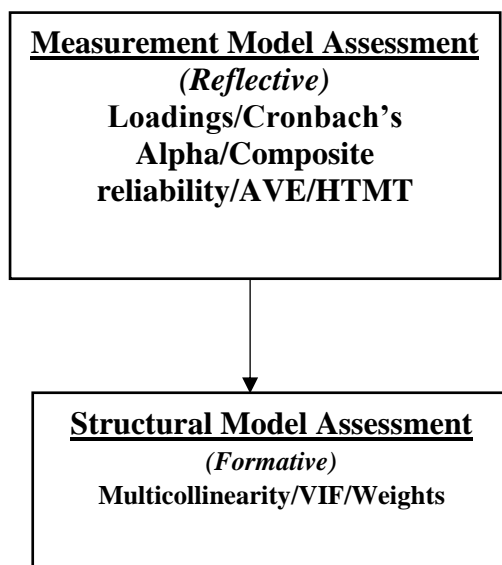 Measurement Model Assessment
(Reflective)
Loadings/Cronbach’s
Alpha/Composite
reliability/AVE/HTMT
Structural Model Assessment
(Formative)
Multicollinearity/VIF/Weights